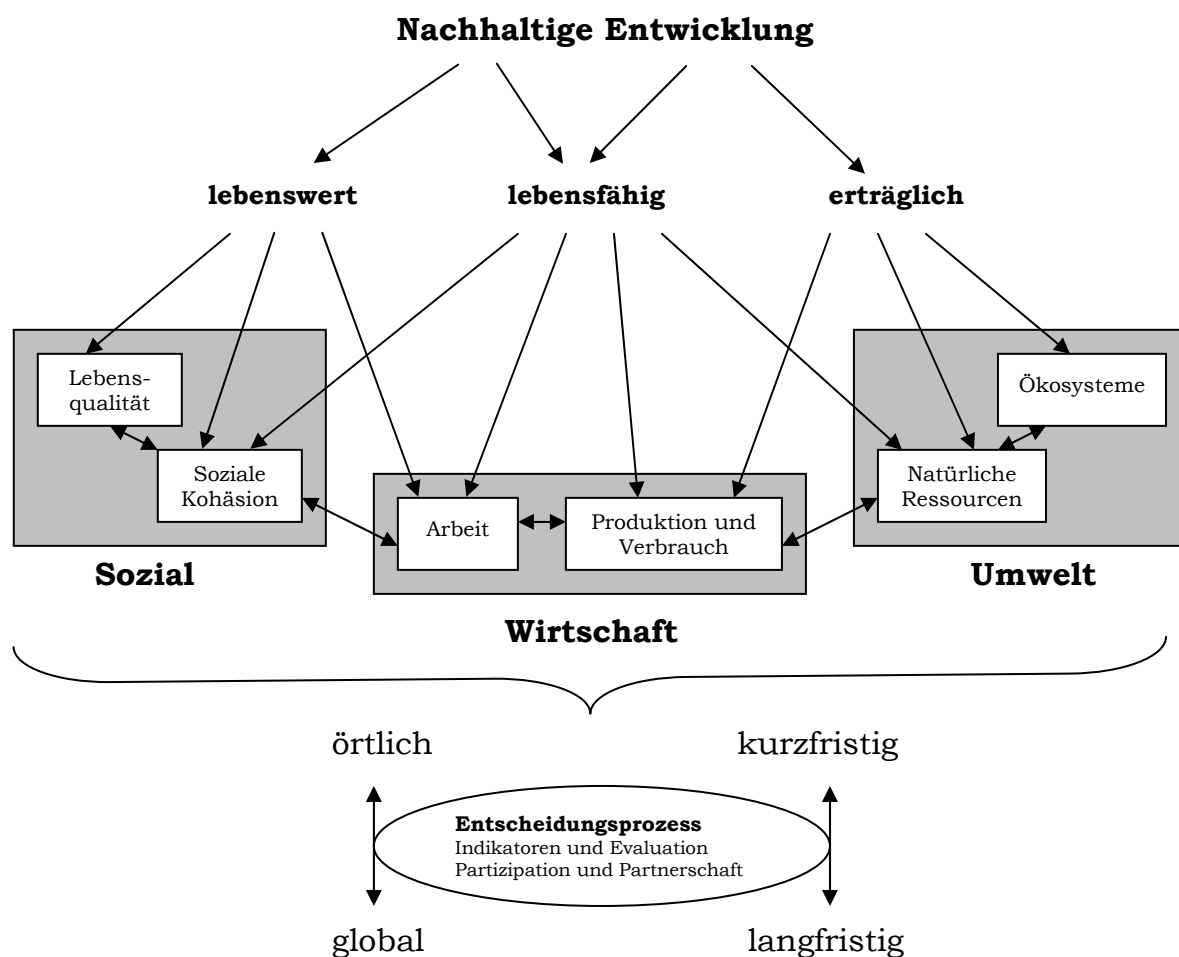 Nachhaltige Entwicklung
lebenswert
lebensfähig
erträglich
Lebens-
qualität
Ökosysteme
Soziale
Kohäsion
Natürliche
Ressourcen
Arbeit
Produktion und
Verbrauch
Sozial
Umwelt
Wirtschaft
örtlich
kurzfristig
Entscheidungsprozess
Indikatoren und Evaluation
Partizipation und Partnerschaft
global
langfristig